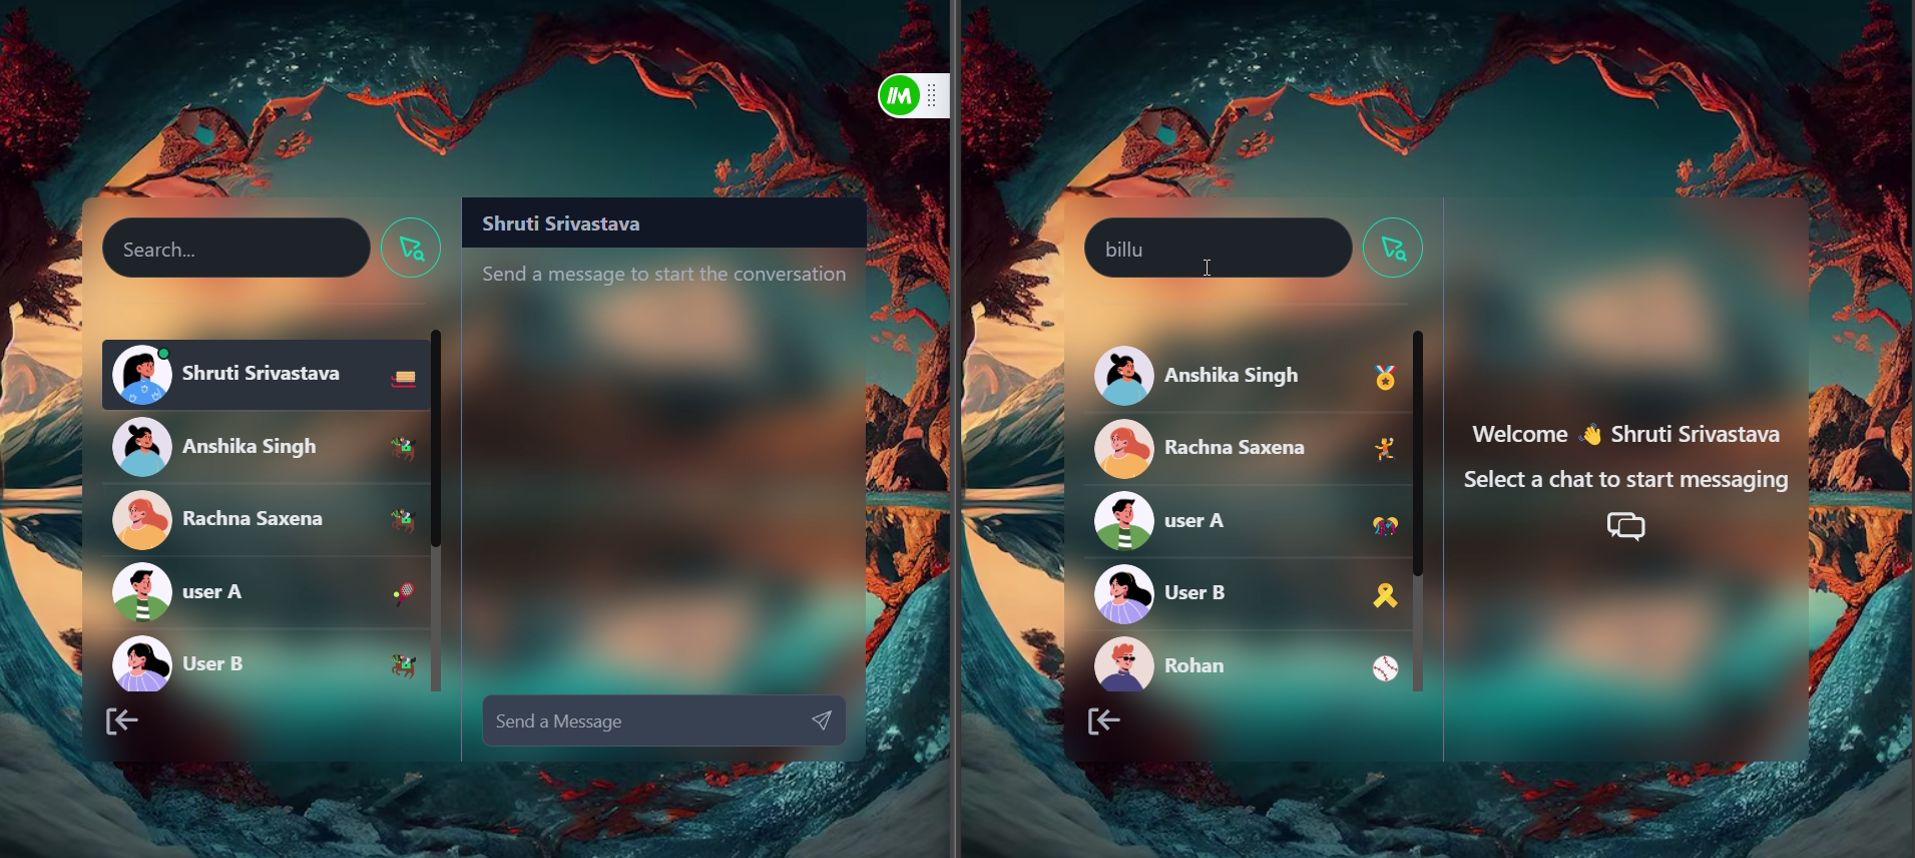 Search...
Shruti Srivastava
Anshika Singh
Rachna Saxena
user A
User B
Shruti Srivastava
Send a message to start the conversation
Send a Message
billu
Anshika Singh
Rachna Saxena
user A
User B
Rohan
Welcome 👋 Shruti Srivastava
Select a chat to start messaging